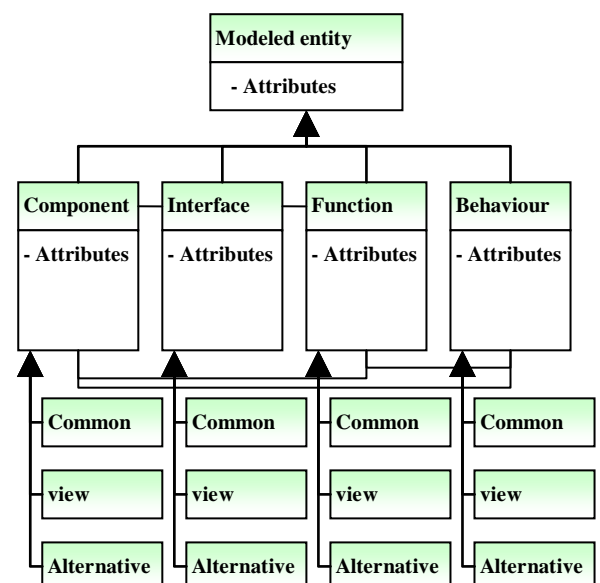 Modeled entity
- Attributes
Component Interface Function Behaviour
- Attributes - Attributes - Attributes - Attributes
Common Common Common Common
view view view view
Alternative Alternative Alternative Alternative